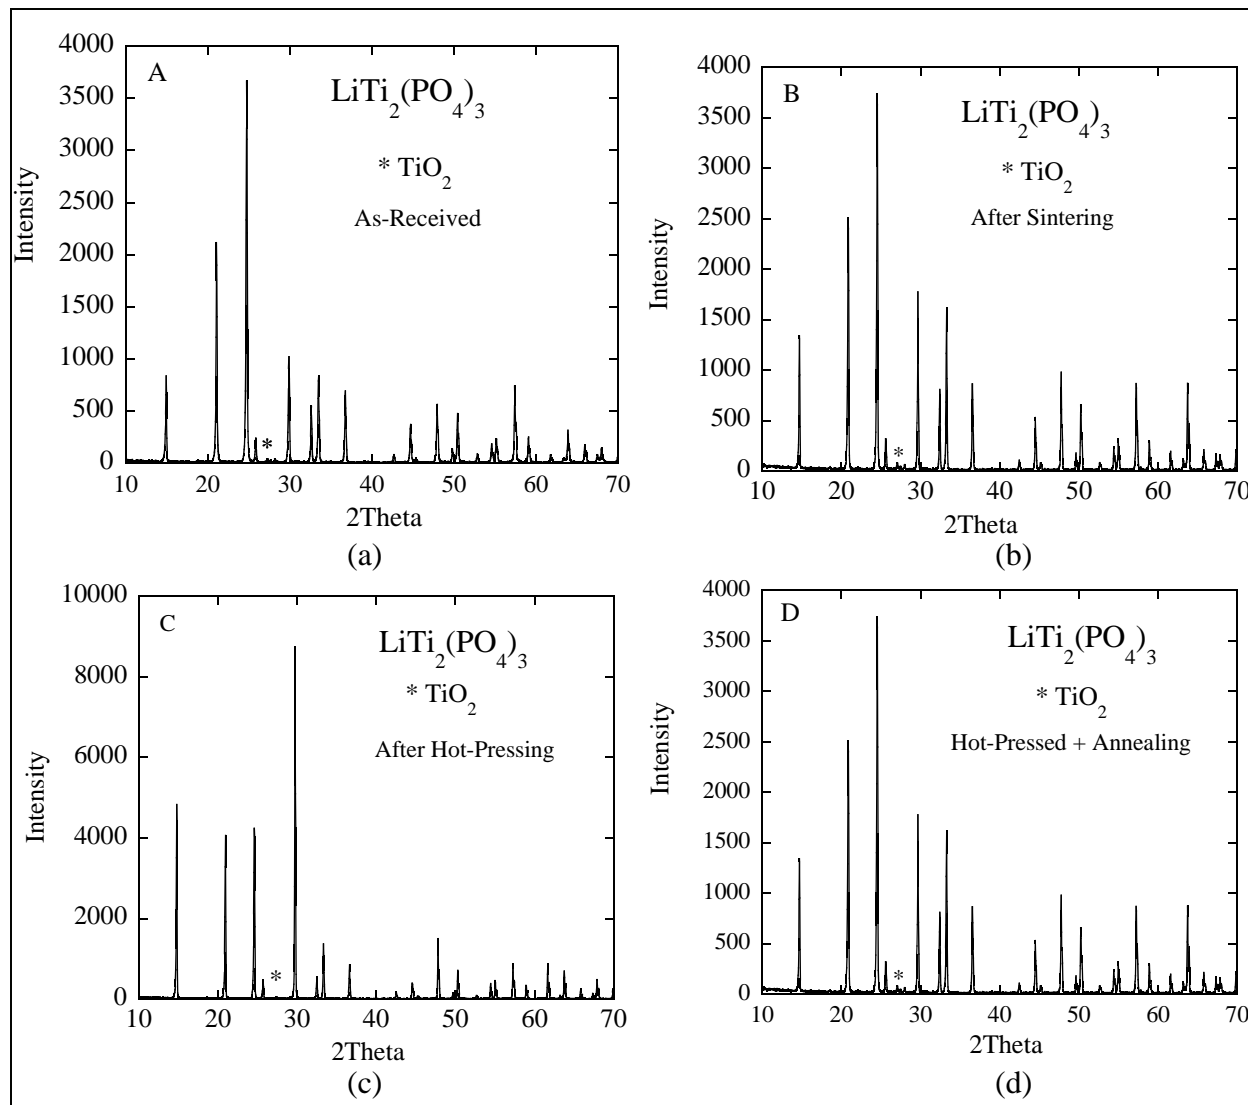 A
LiTi2(PO4)3
* TiO2
As-Received
*
Intensity
4000
3500
3000
2500
2000
1500
1000
500
0
10 20 30 40 50 60 70
2Theta
(a)
B
LiTi2(PO4)3
* TiO2
After Sintering
*
Intensity
4000
3500
3000
2500
2000
1500
1000
500
0
10 20 30 40 50 60 70
2Theta
(b)
C
LiTi2(PO4)3
* TiO2
After Hot-Pressing
*
Intensity
10000
8000
6000
4000
2000
0
10 20 30 40 50 60 70
2Theta
(c)
D
LiTi2(PO4)3
* TiO2
Hot-Pressed + Annealing
*
Intensity
4000
3500
3000
2500
2000
1500
1000
500
0
10 20 30 40 50 60 70
2Theta
(d)